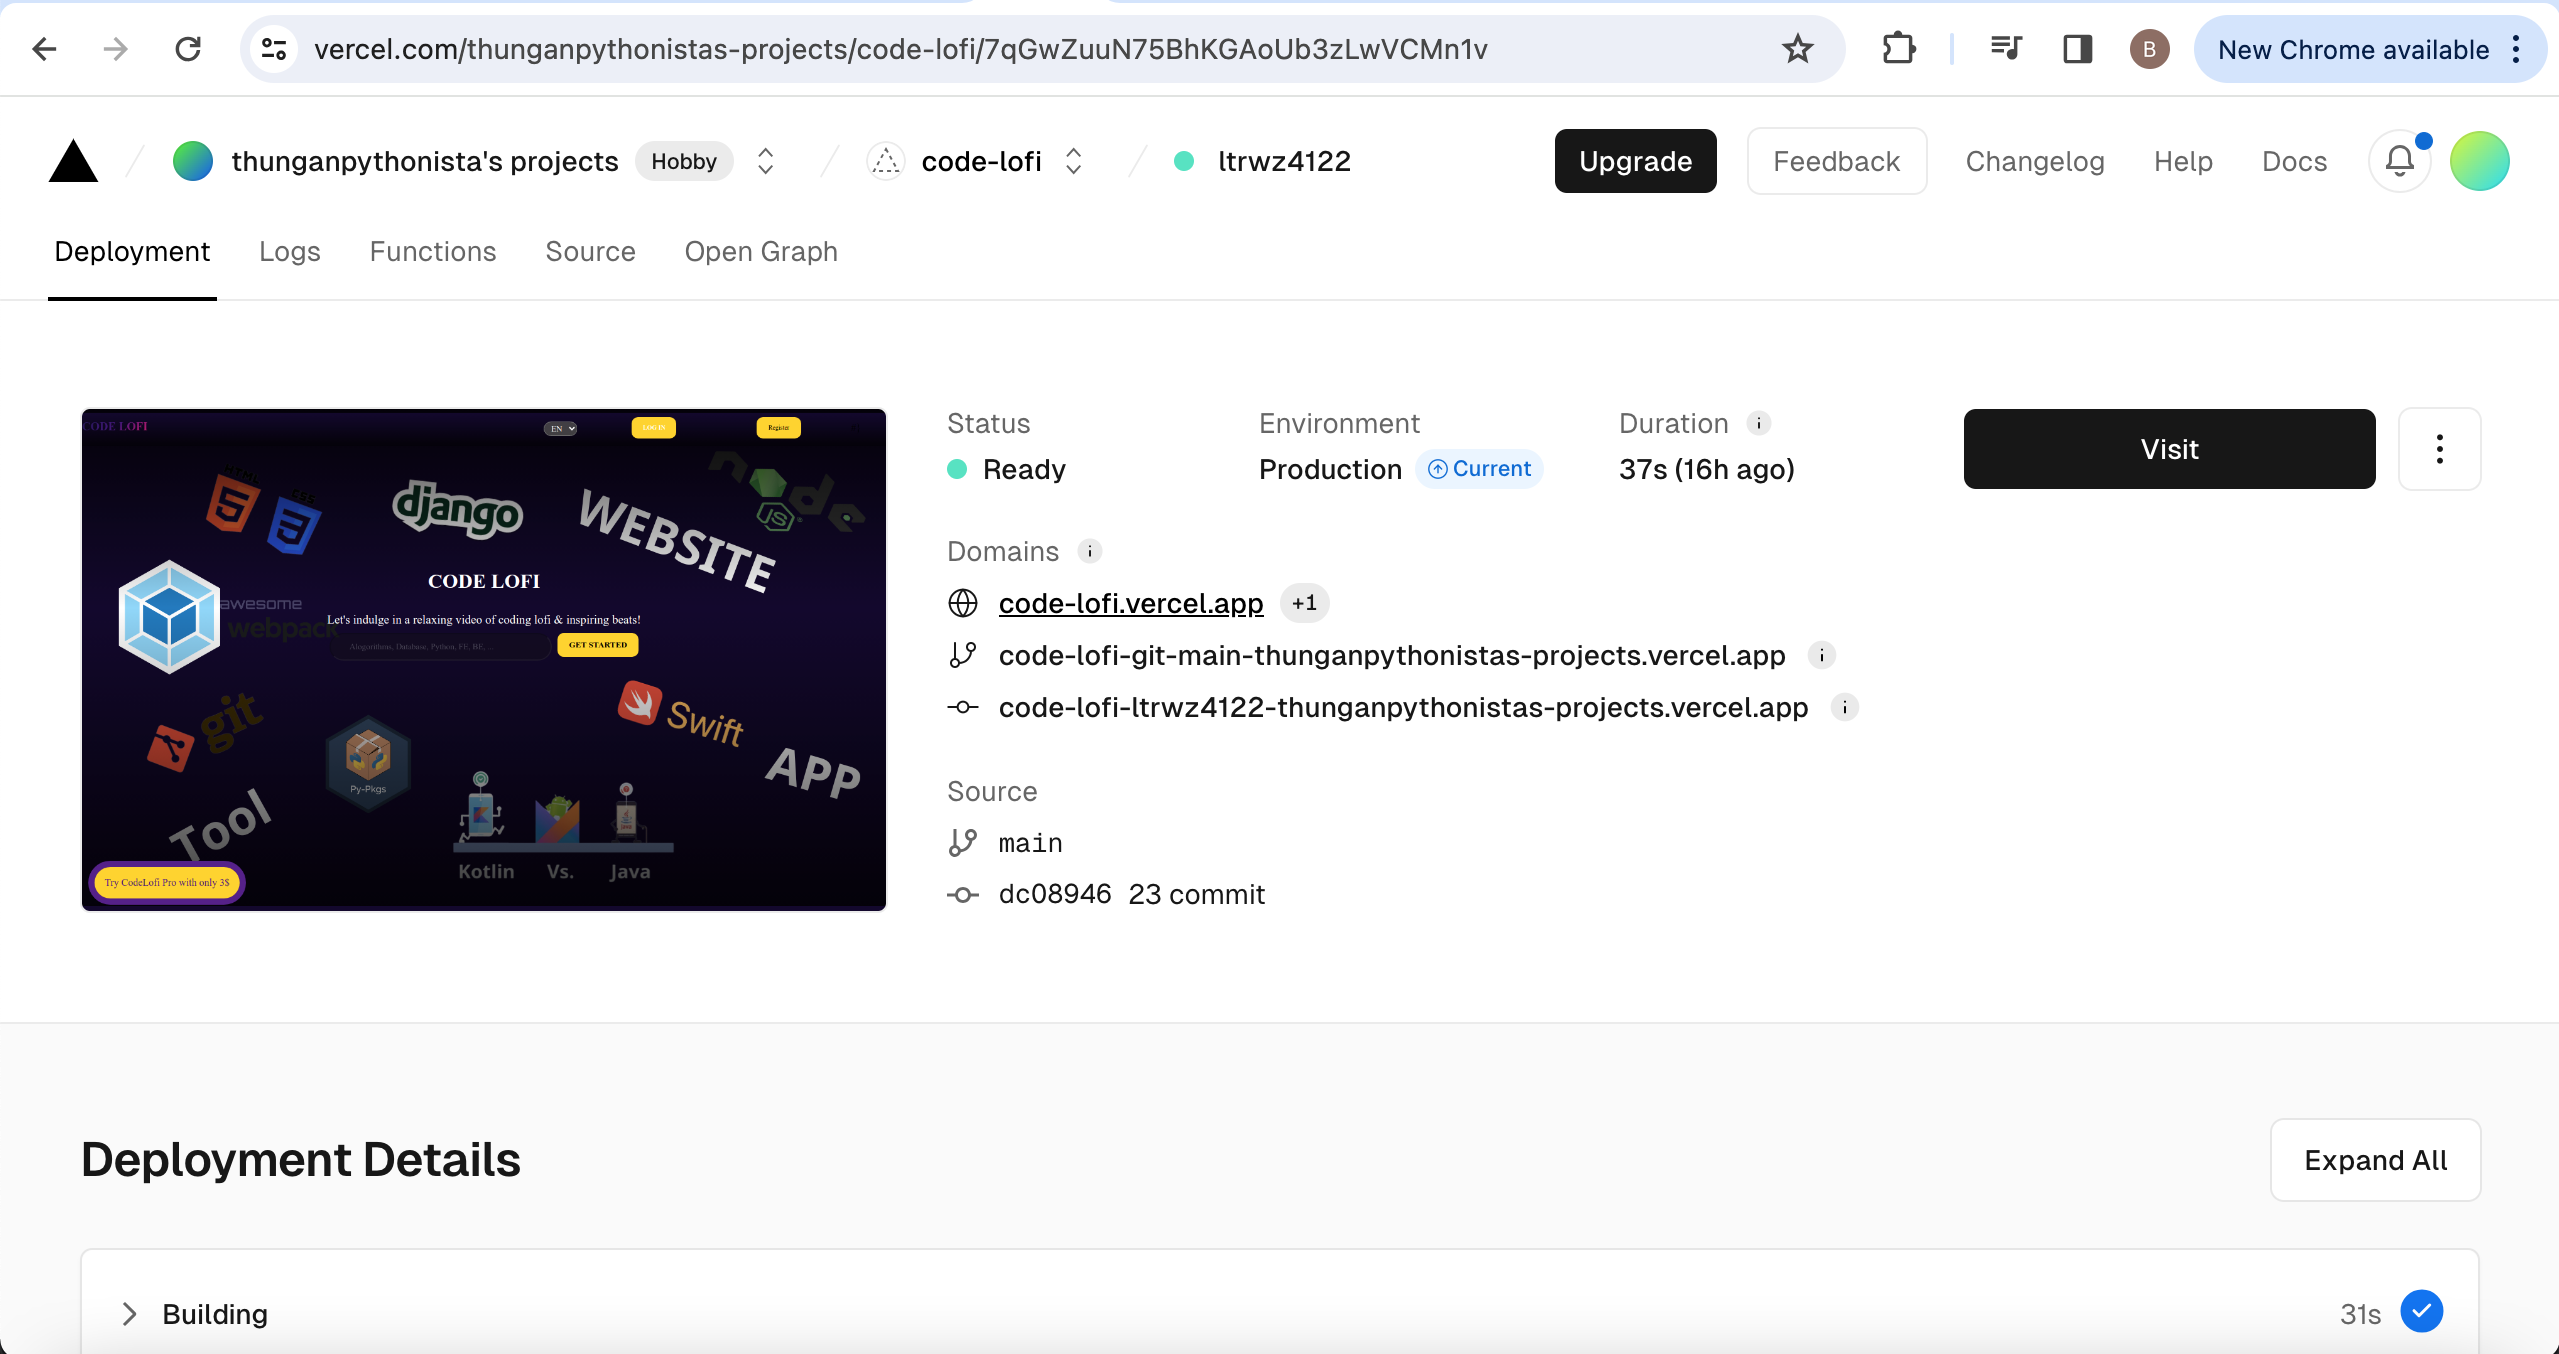 vercel.com/thunganpythonistas-projects/code-lofi/7qGwZuuN75BhKGAoUb3zLwVCMn1v
B
New Chrome available
thunganpythonista's projects Hobby
code-lofi
ltrwz4122
Upgrade
Feedback
Changelog
Help
Docs
Deployment
Logs
Functions
Source
Open Graph
CODE LOFI
EN
LOG IN
Register
HTML
CSS
django
WEBSITE
node
JS
CODE LOFI
awesome
webpack
Let's indulge in a relaxing video of coding lofi & inspiring beats!
Alogorithms, Database, Python, FE, BE, ...
GET STARTED
git
Swift
APP
Py-Pkgs
Tool
Kotlin Vs. Java
Try CodeLofi Pro with only 3$
Status
Ready
Environment
Production Current
Duration
37s (16h ago)
Visit
Domains
code-lofi.vercel.app +1
code-lofi-git-main-thunganpythonistas-projects.vercel.app
code-lofi-ltrwz4122-thunganpythonistas-projects.vercel.app
Source
main
dc08946 23 commit
Deployment Details
Expand All
Building
31s